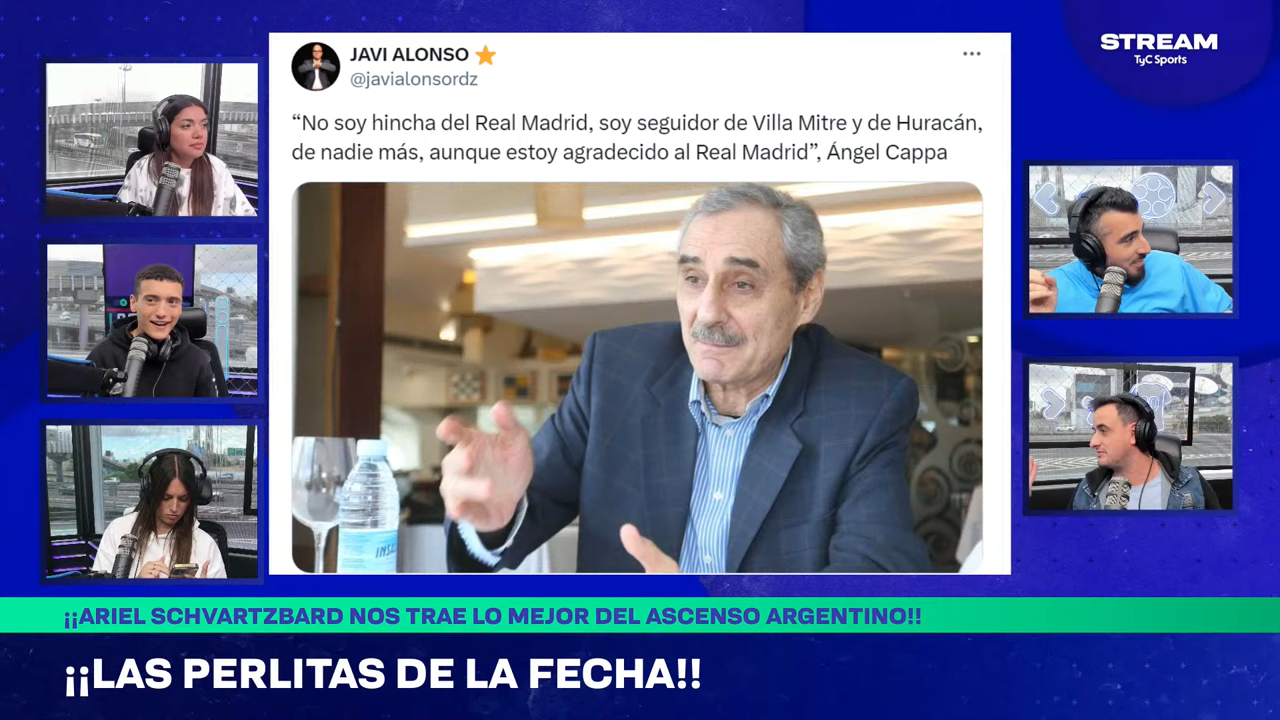 JAVI ALONSO
@javialonsordz
“No soy hincha del Real Madrid, soy seguidor de Villa Mitre y de Huracán,
de nadie más, aunque estoy agradecido al Real Madrid”, Ángel Cappa
STREAM
TyC Sports
¡¡ARIEL SCHVARTZBARD NOS TRAE LO MEJOR DEL ASCENSO ARGENTINO!!
¡¡LAS PERLITAS DE LA FECHA!!